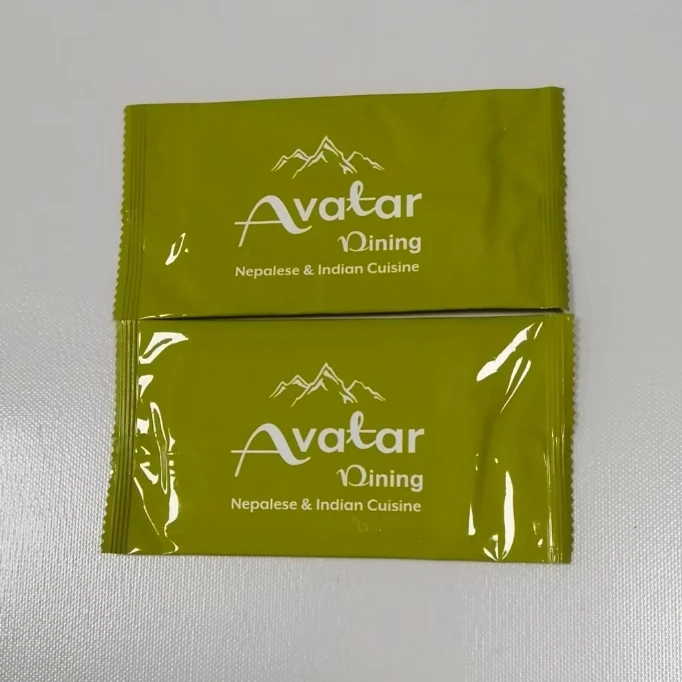 Avatar
Dining
Nepalese & Indian Cuisine
Avatar
Dining
Nepalese & Indian Cuisine